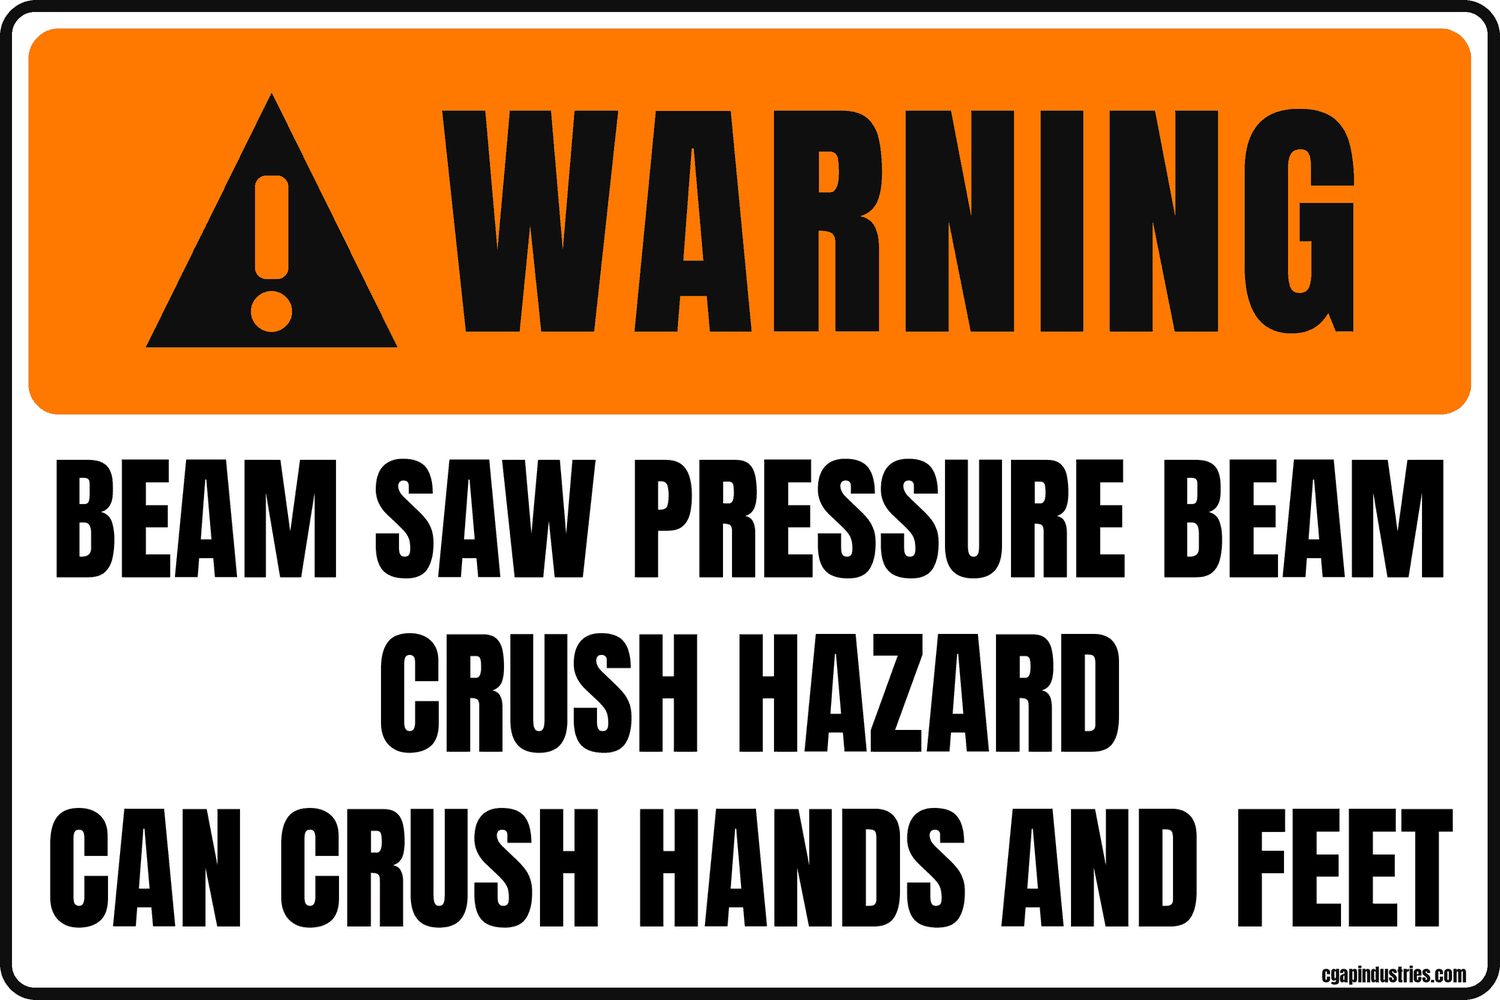 WARNING
BEAM SAW PRESSURE BEAM
CRUSH HAZARD
CAN CRUSH HANDS AND FEET
cgapindustries.com